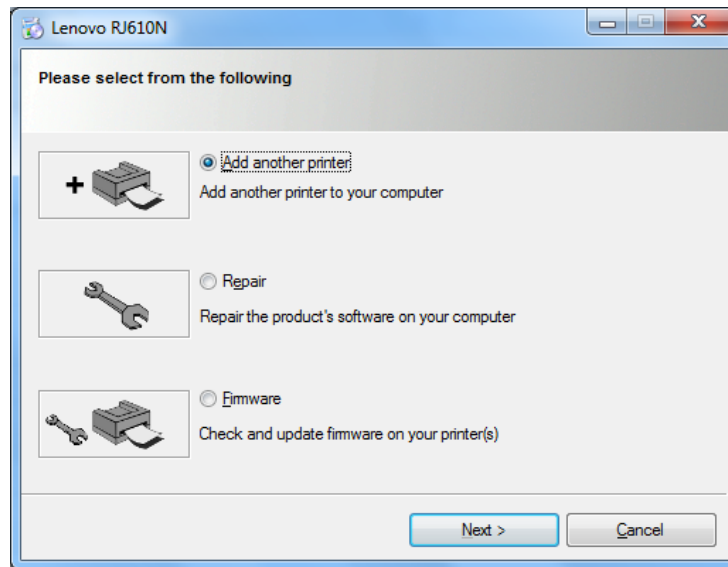 Lenovo RJ610N
Please select from the following
Add another printer
Add another printer to your computer
Repair
Repair the product's software on your computer
Firmware
Check and update firmware on your printer(s)
Next >
Cancel